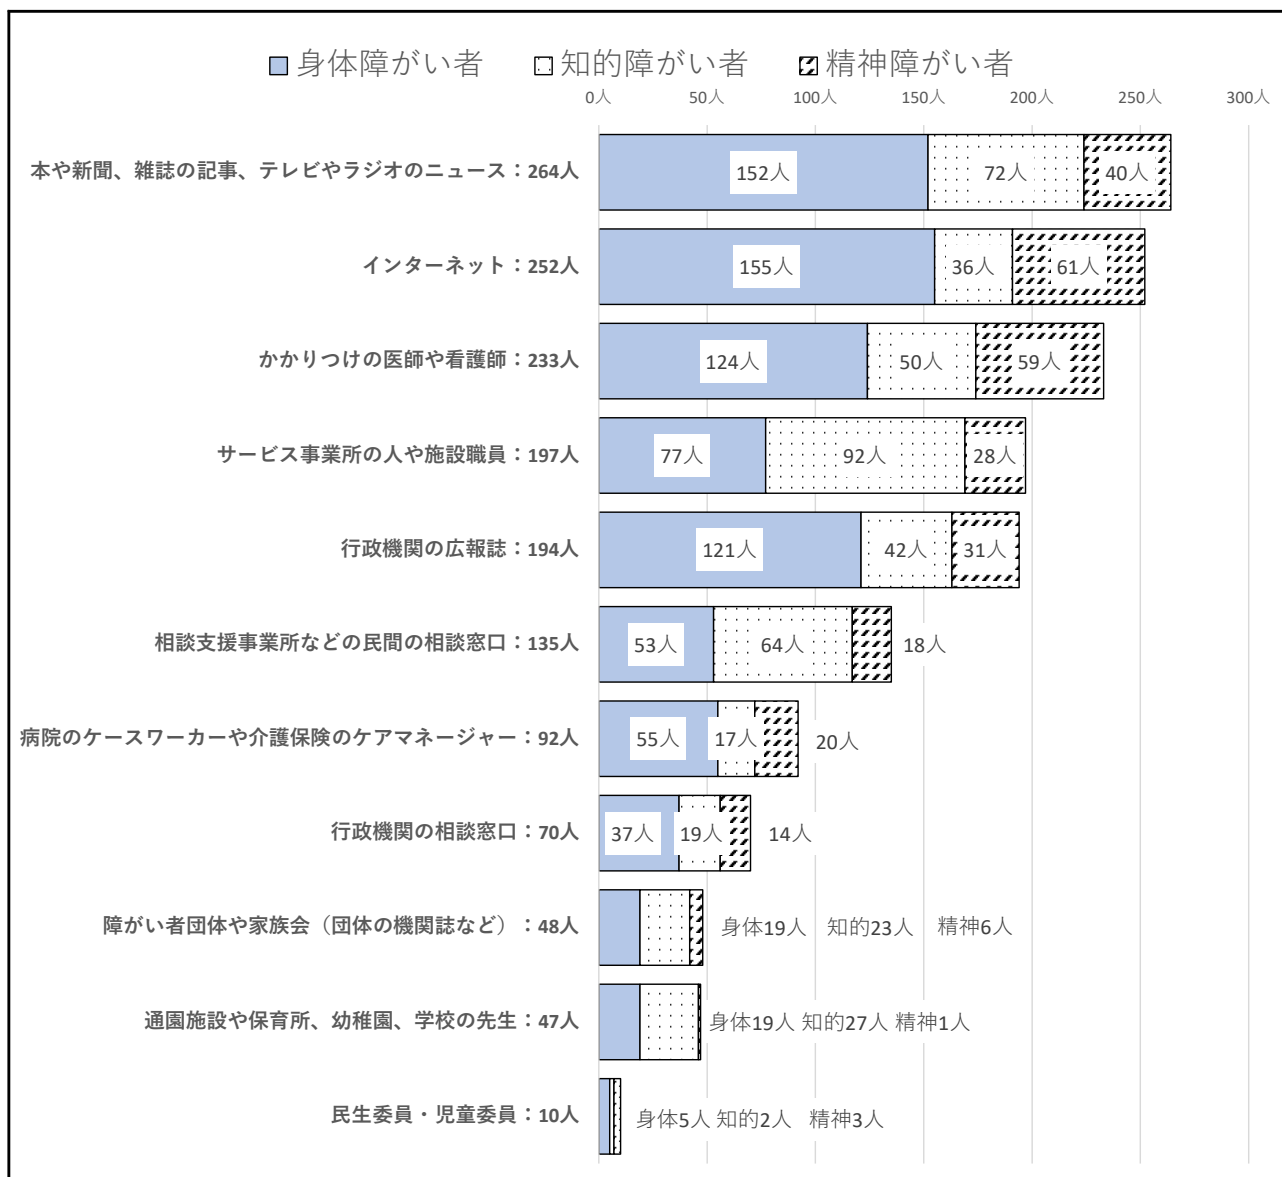 身体障がい者 知的障がい者 精神障がい者
0人 50人 100人 150人 200人 250人 300人
本や新聞、雑誌の記事、テレビやラジオのニュース：264人 152人 72人 40人
インターネット：252人 155人 36人 61人
かかりつけの医師や看護師：233人 124人 50人 59人
サービス事業所の人や施設職員：197人 77人 92人 28人
行政機関の広報誌：194人 121人 42人 31人
相談支援事業所などの民間の相談窓口：135人 53人 64人 18人
病院のケースワーカーや介護保険のケアマネージャー：92人 55人 17人 20人
行政機関の相談窓口：70人 37人 19人 14人
障がい者団体や家族会（団体の機関誌など）：48人 身体19人 知的23人 精神6人
通園施設や保育所、幼稚園、学校の先生：47人 身体19人 知的27人 精神1人
民生委員・児童委員：10人 身体5人 知的2人 精神3人